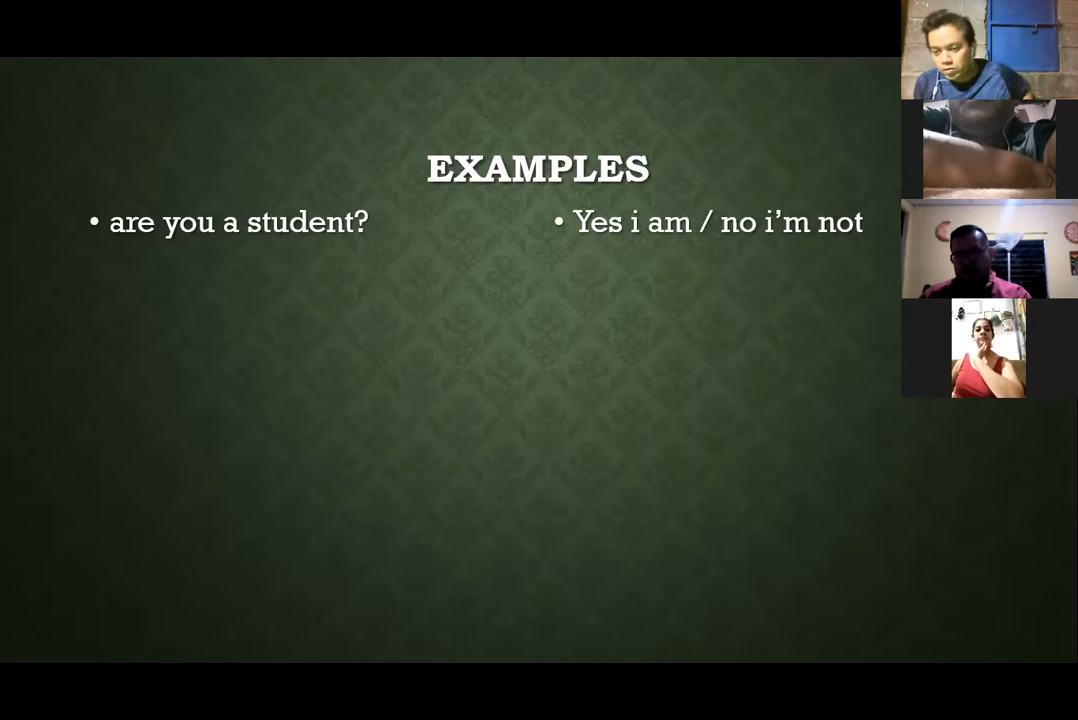 EXAMPLES
• are you a student?
• Yes i am / no i’m not